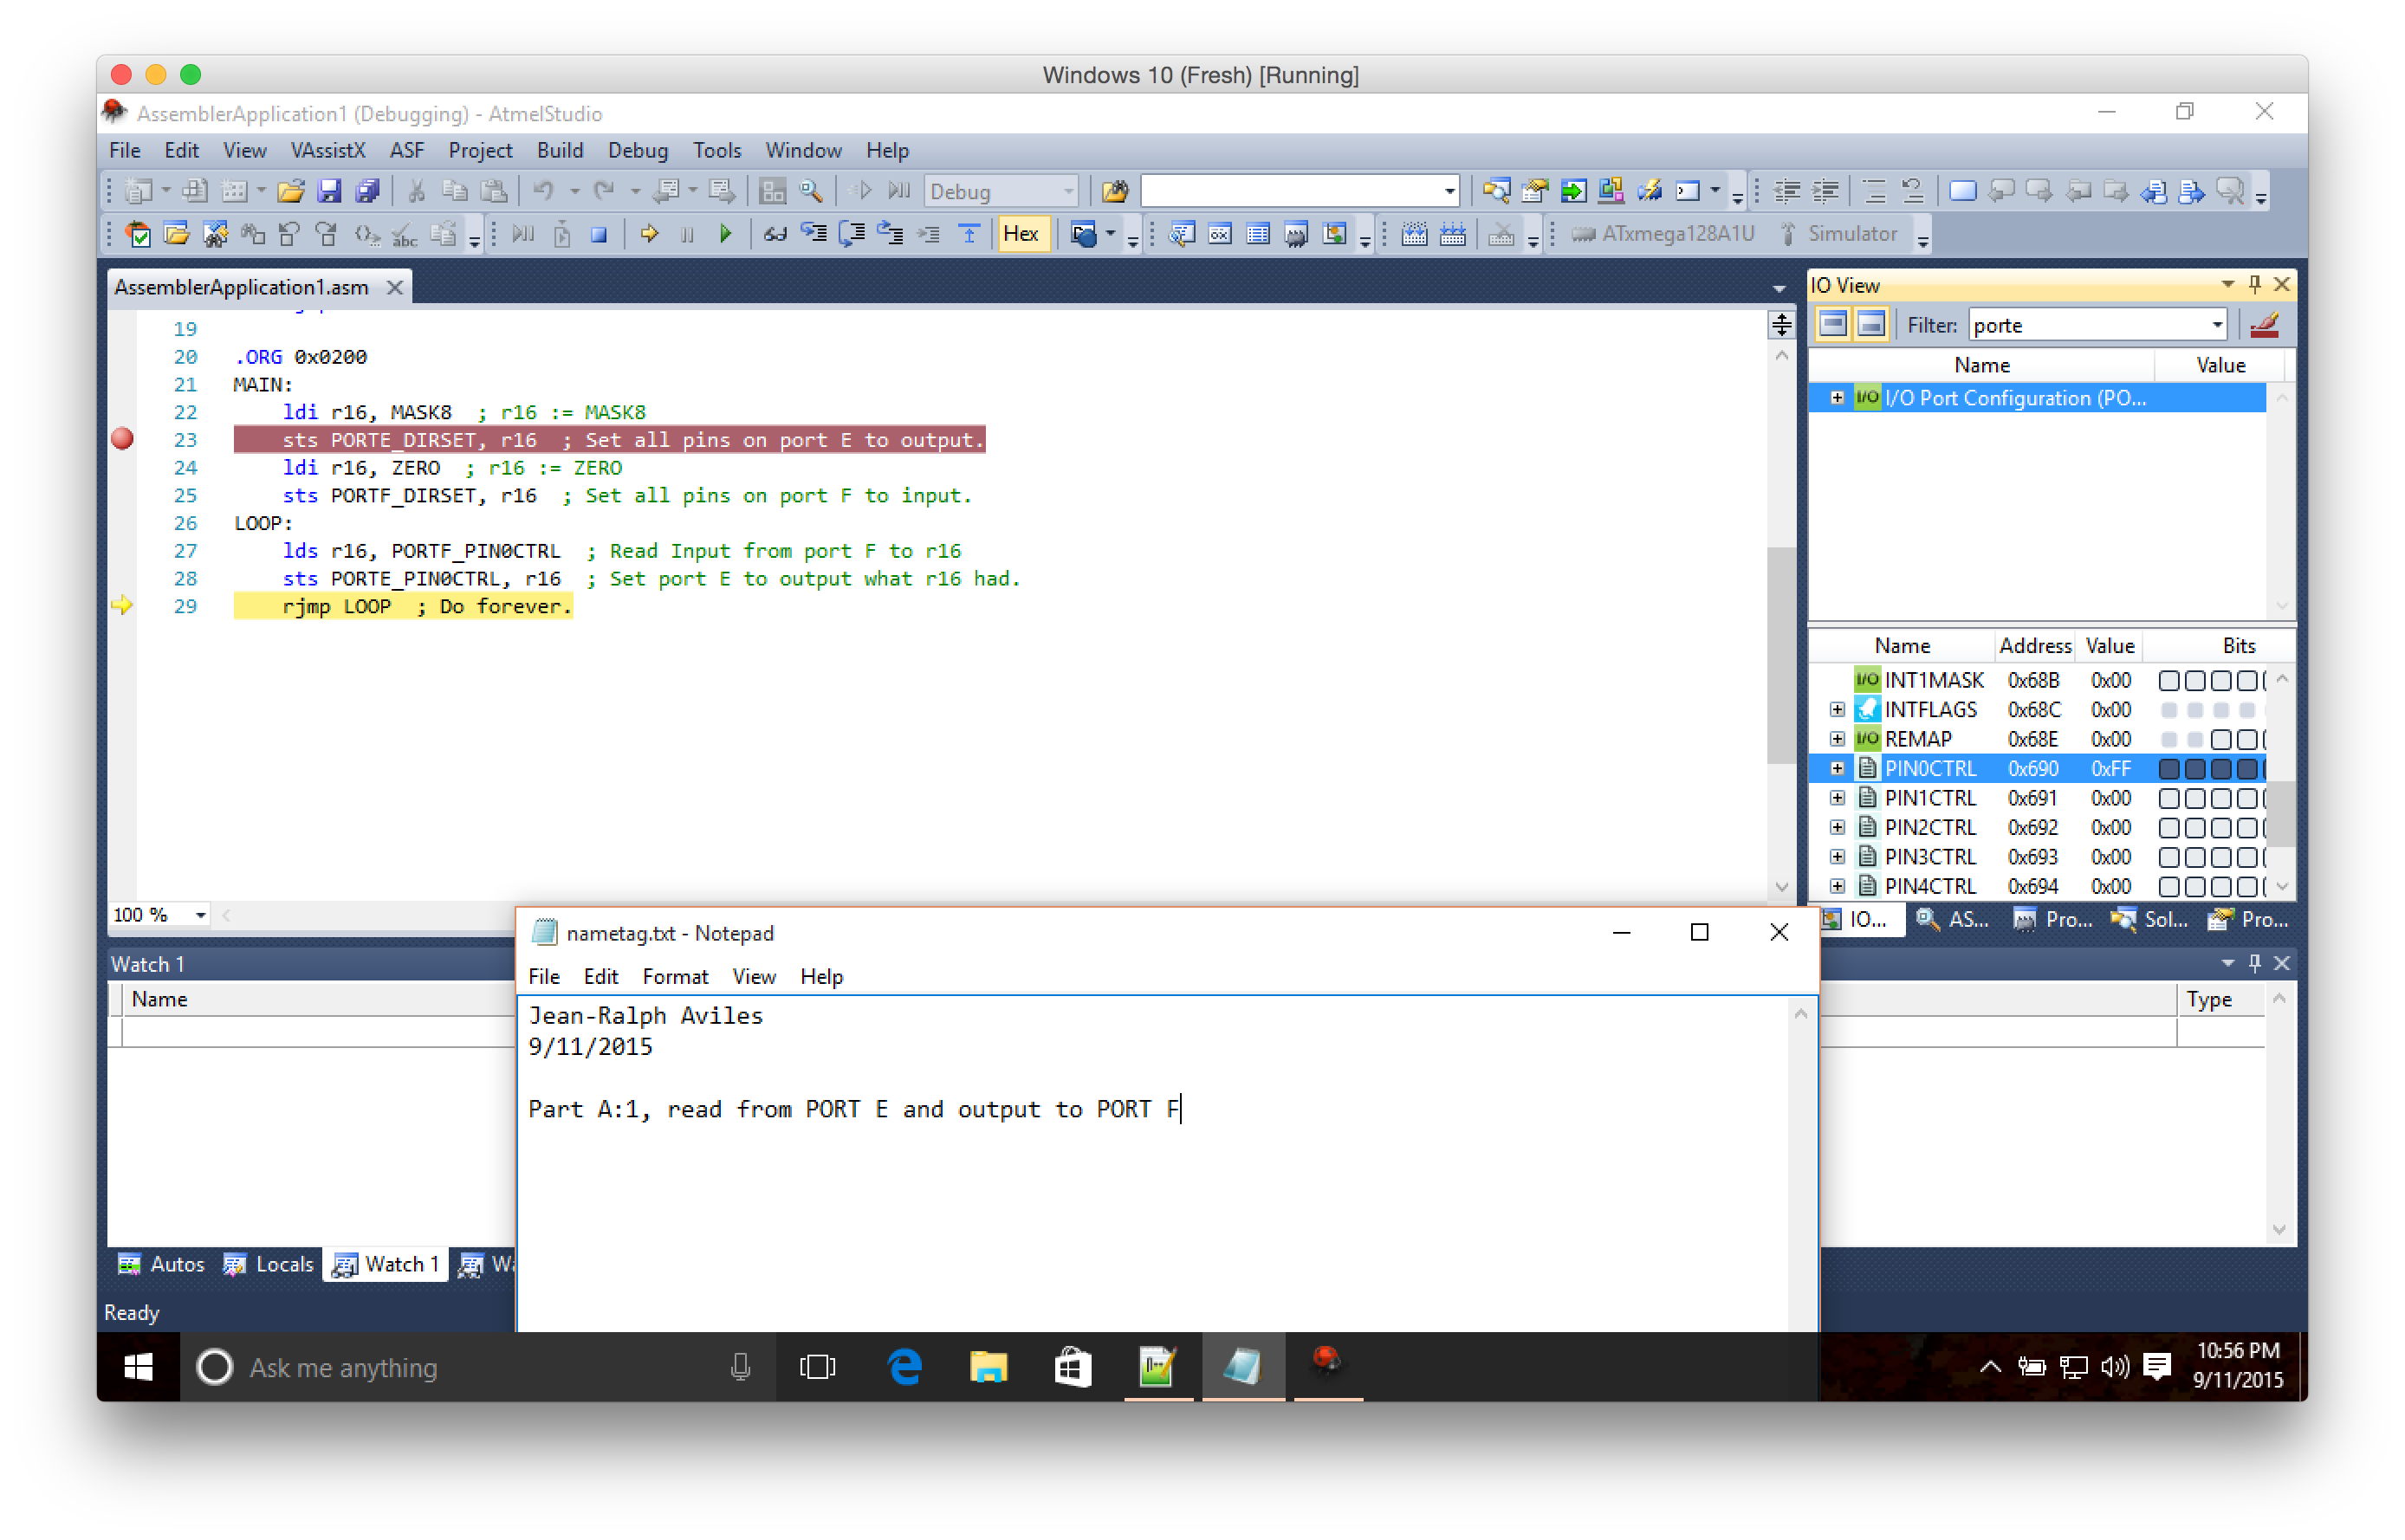 Windows 10 (Fresh) [Running]
AssemblerApplication1 (Debugging) - AtmelStudio
File Edit View VAssistX ASF Project Build Debug Tools Window Help
Debug
Hex ATxmega128A1U Simulator
AssemblerApplication1.asm
19
20 .ORG 0x0200
21 MAIN:
22 ldi r16, MASK8 ; r16 := MASK8
23 sts PORTE_DIRSET, r16 ; Set all pins on port E to output.
24 ldi r16, ZERO ; r16 := ZERO
25 sts PORTF_DIRSET, r16 ; Set all pins on port F to input.
26 LOOP:
27 lds r16, PORTF_PIN0CTRL ; Read Input from port F to r16
28 sts PORTE_PIN0CTRL, r16 ; Set port E to output what r16 had.
29 rjmp LOOP ; Do forever.
100 %
IO View
Filter: porte
Name Value
I/O I/O Port Configuration (PO...
Name Address Value Bits
I/O INT1MASK 0x68B 0x00
INTFLAGS 0x68C 0x00
I/O REMAP 0x68E 0x00
PIN0CTRL 0x690 0xFF
PIN1CTRL 0x691 0x00
PIN2CTRL 0x692 0x00
PIN3CTRL 0x693 0x00
PIN4CTRL 0x694 0x00
IO... AS... Pro... Sol... Pro...
Watch 1
Name
Type
nametag.txt - Notepad
File Edit Format View Help
Jean-Ralph Aviles
9/11/2015
Part A:1, read from PORT E and output to PORT F
Autos Locals Watch 1
Ready
Ask me anything
10:56 PM
9/11/2015